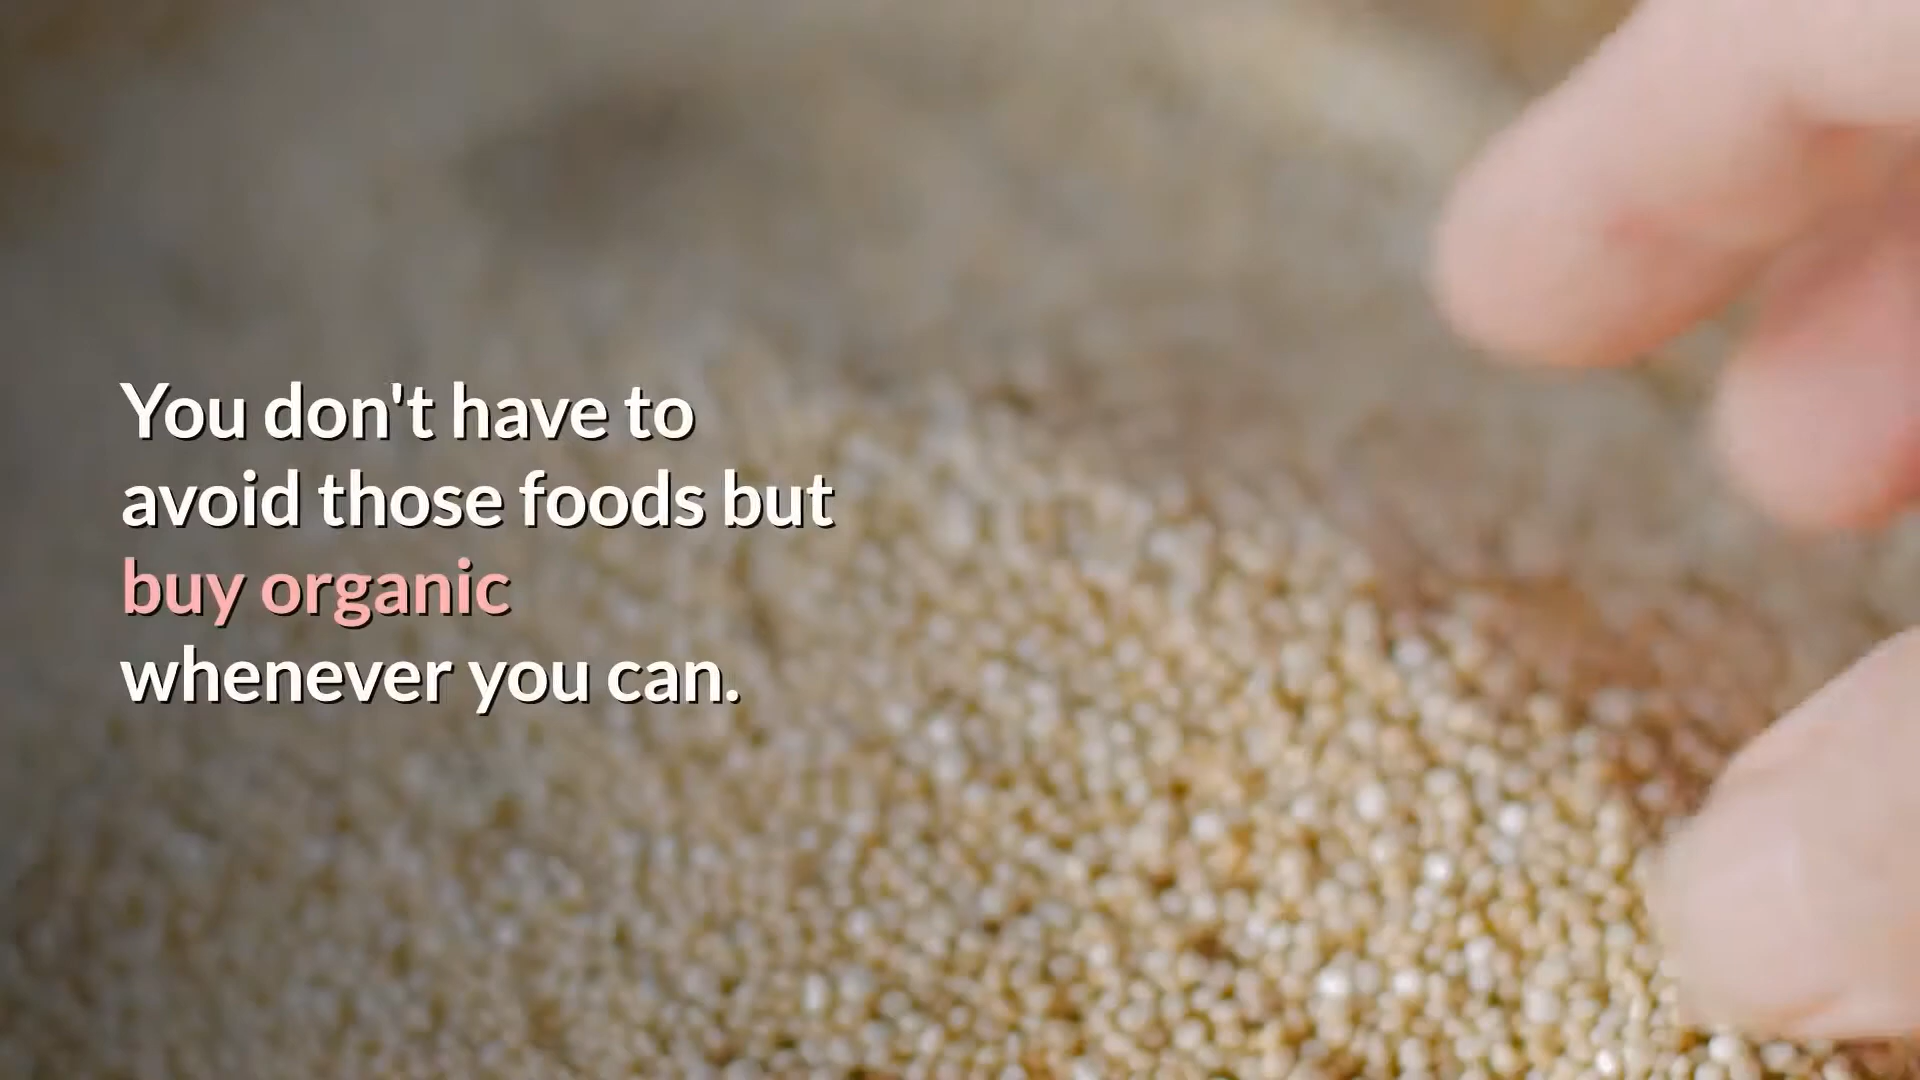 You don't have to
avoid those foods but
buy organic
whenever you can.